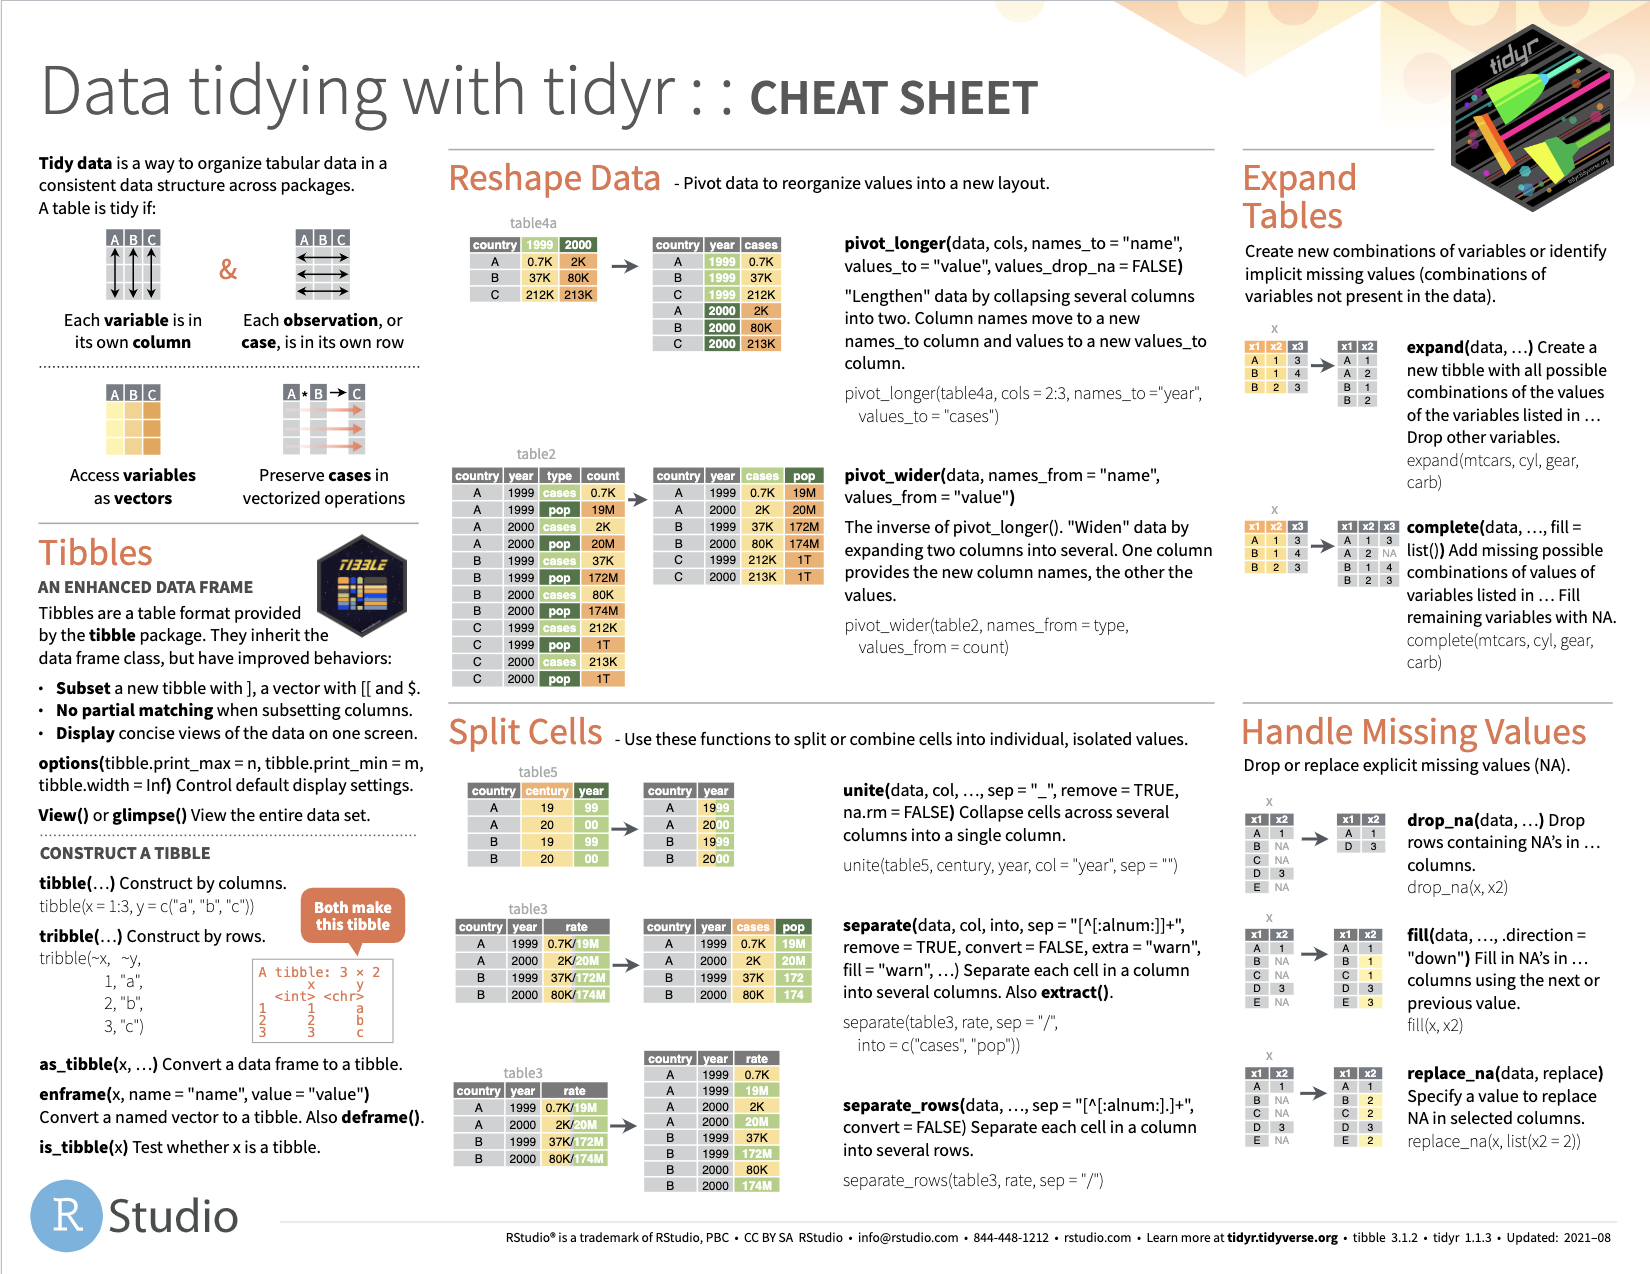 Data tidying with tidyr : : CHEAT SHEET
tidyr
Tidy data is a way to organize tabular data in a
consistent data structure across packages.
A table is tidy if:
A B C
&
A B C
Each variable is in
its own column
Each observation, or
case, is in its own row
A B C
A * B → C
Access variables
as vectors
Preserve cases in
vectorized operations
Tibbles
TIBBLE
AN ENHANCED DATA FRAME
Tibbles are a table format provided
by the tibble package. They inherit the
data frame class, but have improved behaviors:
• Subset a new tibble with ], a vector with [[ and $.
• No partial matching when subsetting columns.
• Display concise views of the data on one screen.
options(tibble.print_max = n, tibble.print_min = m,
tibble.width = Inf) Control default display settings.
View() or glimpse() View the entire data set.
CONSTRUCT A TIBBLE
tibble(…) Construct by columns.
tibble(x = 1:3, y = c("a", "b", "c"))
Both make
this tibble
tribble(…) Construct by rows.
tribble(~x, ~y,
1, "a",
2, "b",
3, "c")
A tibble: 3 × 2
x y
<int> <chr>
1 1 a
2 2 b
3 3 c
as_tibble(x, …) Convert a data frame to a tibble.
enframe(x, name = "name", value = "value")
Convert a named vector to a tibble. Also deframe().
is_tibble(x) Test whether x is a tibble.
Reshape Data - Pivot data to reorganize values into a new layout.
table4a
country 1999 2000
A 0.7K 2K
B 37K 80K
C 212K 213K
country year cases
A 1999 0.7K
B 1999 37K
C 1999 212K
A 2000 2K
B 2000 80K
C 2000 213K
pivot_longer(data, cols, names_to = "name",
values_to = "value", values_drop_na = FALSE)
"Lengthen" data by collapsing several columns
into two. Column names move to a new
names_to column and values to a new values_to
column.
pivot_longer(table4a, cols = 2:3, names_to ="year",
values_to = "cases")
table2
country year type count
A 1999 cases 0.7K
A 1999 pop 19M
A 2000 cases 2K
A 2000 pop 20M
B 1999 cases 37K
B 1999 pop 172M
B 2000 cases 80K
B 2000 pop 174M
C 1999 cases 212K
C 1999 pop 1T
C 2000 cases 213K
C 2000 pop 1T
country year cases pop
A 1999 0.7K 19M
A 2000 2K 20M
B 1999 37K 172M
B 2000 80K 174M
C 1999 212K 1T
C 2000 213K 1T
pivot_wider(data, names_from = "name",
values_from = "value")
The inverse of pivot_longer(). "Widen" data by
expanding two columns into several. One column
provides the new column names, the other the
values.
pivot_wider(table2, names_from = type,
values_from = count)
Split Cells - Use these functions to split or combine cells into individual, isolated values.
table5
country century year
A 19 99
A 20 00
B 19 99
B 20 00
country year
A 1999
A 2000
B 1999
B 2000
unite(data, col, …, sep = "_", remove = TRUE,
na.rm = FALSE) Collapse cells across several
columns into a single column.
unite(table5, century, year, col = "year", sep = "")
table3
country year rate
A 1999 0.7K/19M
A 2000 2K/20M
B 1999 37K/172M
B 2000 80K/174M
country year cases pop
A 1999 0.7K 19M
A 2000 2K 20M
B 1999 37K 172
B 2000 80K 174
separate(data, col, into, sep = "[^[:alnum:]]+",
remove = TRUE, convert = FALSE, extra = "warn",
fill = "warn", …) Separate each cell in a column
into several columns. Also extract().
separate(table3, rate, sep = "/",
into = c("cases", "pop"))
table3
country year rate
A 1999 0.7K/19M
A 2000 2K/20M
B 1999 37K/172M
B 2000 80K/174M
country year rate
A 1999 0.7K
A 1999 19M
A 2000 2K
A 2000 20M
B 1999 37K
B 1999 172M
B 2000 80K
B 2000 174M
separate_rows(data, …, sep = "[^[:alnum:].]+",
convert = FALSE) Separate each cell in a column
into several rows.
separate_rows(table3, rate, sep = "/")
Expand
Tables
Create new combinations of variables or identify
implicit missing values (combinations of
variables not present in the data).
x
x1 x2 x3
A 1 3
B 1 4
B 2 3
x1 x2
A 1
A 2
B 1
B 2
expand(data, …) Create a
new tibble with all possible
combinations of the values
of the variables listed in …
Drop other variables.
expand(mtcars, cyl, gear,
carb)
x
x1 x2 x3
A 1 3
B 1 4
B 2 3
x1 x2 x3
A 1 3
A 2 NA
B 1 4
B 2 3
complete(data, …, fill =
list()) Add missing possible
combinations of values of
variables listed in … Fill
remaining variables with NA.
complete(mtcars, cyl, gear,
carb)
Handle Missing Values
Drop or replace explicit missing values (NA).
x
x1 x2
A 1
B NA
C NA
D 3
E NA
x1 x2
A 1
D 3
drop_na(data, …) Drop
rows containing NA’s in …
columns.
drop_na(x, x2)
x
x1 x2
A 1
B NA
C NA
D 3
E NA
x1 x2
A 1
B 1
C 1
D 3
E 3
fill(data, …, .direction =
"down") Fill in NA’s in …
columns using the next or
previous value.
fill(x, x2)
x
x1 x2
A 1
B NA
C NA
D 3
E NA
x1 x2
A 1
B 2
C 2
D 3
E 2
replace_na(data, replace)
Specify a value to replace
NA in selected columns.
replace_na(x, list(x2 = 2))
R Studio
RStudio® is a trademark of RStudio, PBC • CC BY SA RStudio • info@rstudio.com • 844-448-1212 • rstudio.com • Learn more at tidyr.tidyverse.org • tibble 3.1.2 • tidyr 1.1.3 • Updated: 2021–08